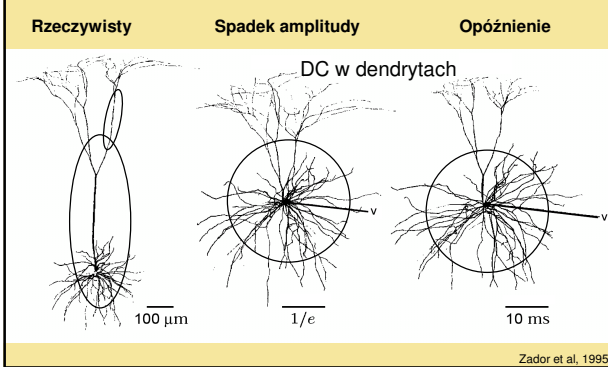 Rzeczywisty Spadek amplitudy Opóźnienie
DC w dendrytach
v
v
100 μm 1/e 10 ms
Zador et al, 1995